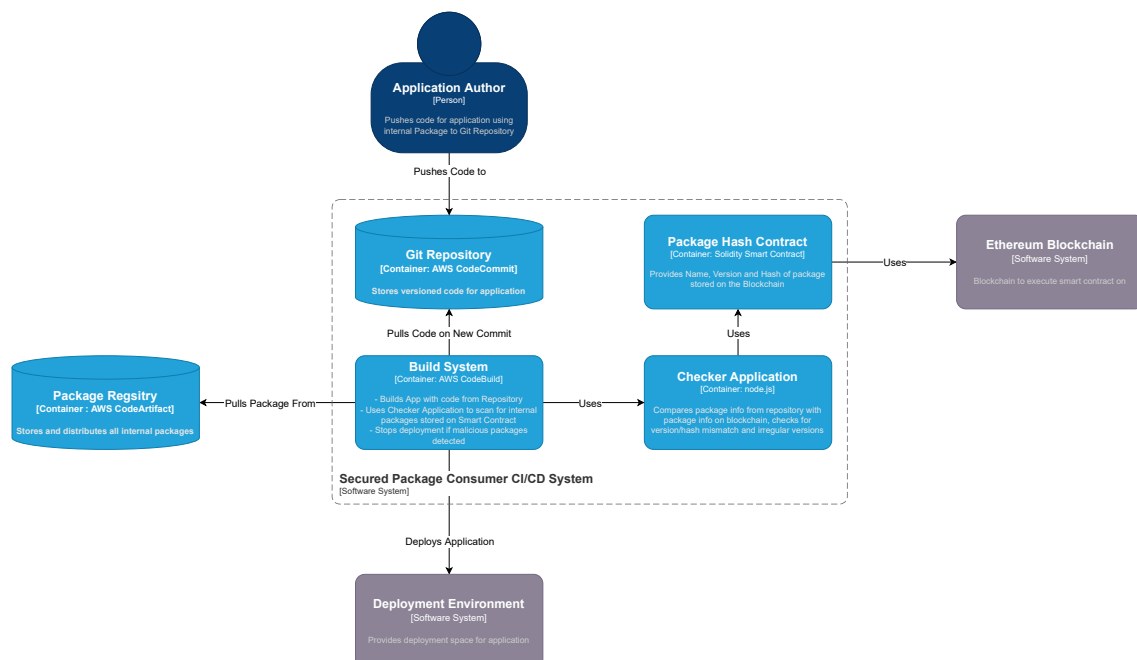 Application Author
[Person]
Pushes code for application using
internal Package to Git Repository
Pushes Code to
Git Repository
[Container: AWS CodeCommit]
Stores versioned code for application
Package Hash Contract
[Container: Solidity Smart Contract]
Provides Name, Version and Hash of package
stored on the Blockchain
Uses
Ethereum Blockchain
[Software System]
Blockchain to execute smart contract on
Pulls Code on New Commit
Uses
Package Regsitry
[Container : AWS CodeArtifact]
Stores and distributes all internal packages
Pulls Package From
Build System
[Container: AWS CodeBuild]
- Builds App with code from Repository
- Uses Checker Application to scan for internal
packages stored on Smart Contract
- Stops deployment if malicious packages
detected
Uses
Checker Application
[Container: node.js]
Compares package info from repository with
package info on blockchain, checks for
version/hash mismatch and irregular versions
Secured Package Consumer CI/CD System
[Software System]
Deploys Application
Deployment Environment
[Software System]
Provides deployment space for application